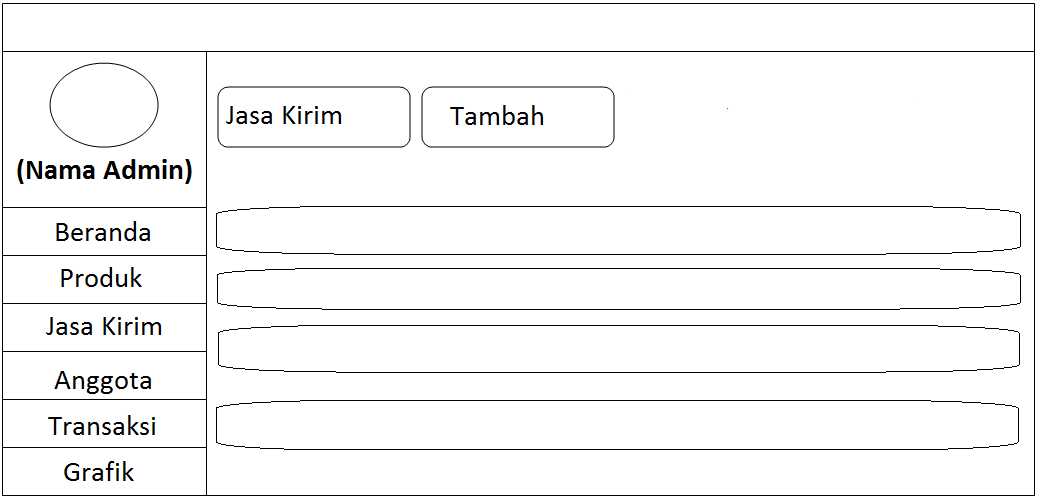 (Nama Admin)
Beranda
Produk
Jasa Kirim
Anggota
Transaksi
Grafik
Jasa Kirim
Tambah